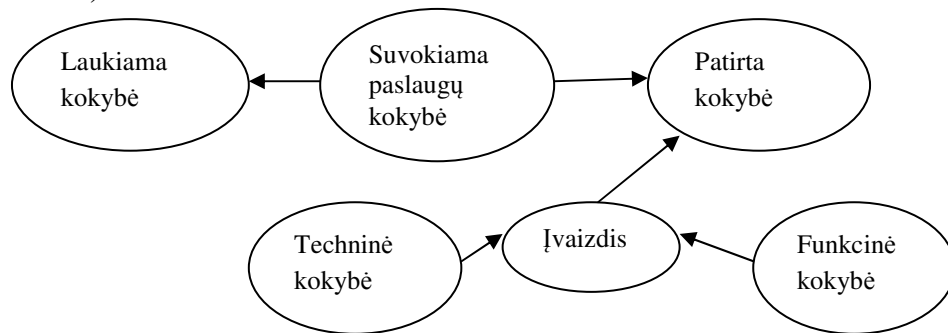 Laukiama
kokybė
Suvokiama
paslaugų
kokybė
Patirta
kokybė
Techninė
kokybė
Įvaizdis
Funkcinė
kokybė